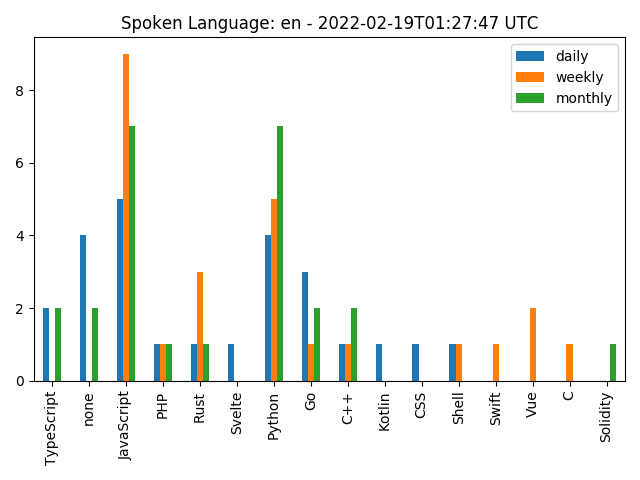 Spoken Language: en - 2022-02-19T01:27:47 UTC
daily
weekly
monthly
8
6
4
2
0
TypeScript
none
JavaScript
PHP
Rust
Svelte
Python
Go
C++
Kotlin
CSS
Shell
Swift
Vue
C
Solidity